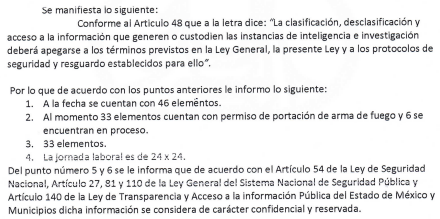 Se manifiesta lo siguiente:
Conforme al Articulo 48 que a la letra dice: “La clasificación, desclasificación y
acceso a la información que generen o custodien las instancias de inteligencia e investigación
deberá apegarse a los términos previstos en la Ley General, la presente Ley y a los protocolos de
seguridad y resguardo establecidos para ello”.
Por lo que de acuerdo con los puntos anteriores le informo lo siguiente:
1. A la fecha se cuentan con 46 elementos.
2. Al momento 33 elementos cuentan con permiso de portación de arma de fuego y 6 se
encuentran en proceso.
3. 33 elementos.
4. La jornada laboral es de 24 x 24.
Del punto número 5 y 6 se le informa que de acuerdo con el Artículo 54 de la Ley de Seguridad
Nacional, Artículo 27, 81 y 110 de la Ley General del Sistema Nacional de Seguridad Pública y
Artículo 140 de la Ley de Transparencia y Acceso a la información Pública del Estado de México y
Municipios dicha información se considera de carácter confidencial y reservada.